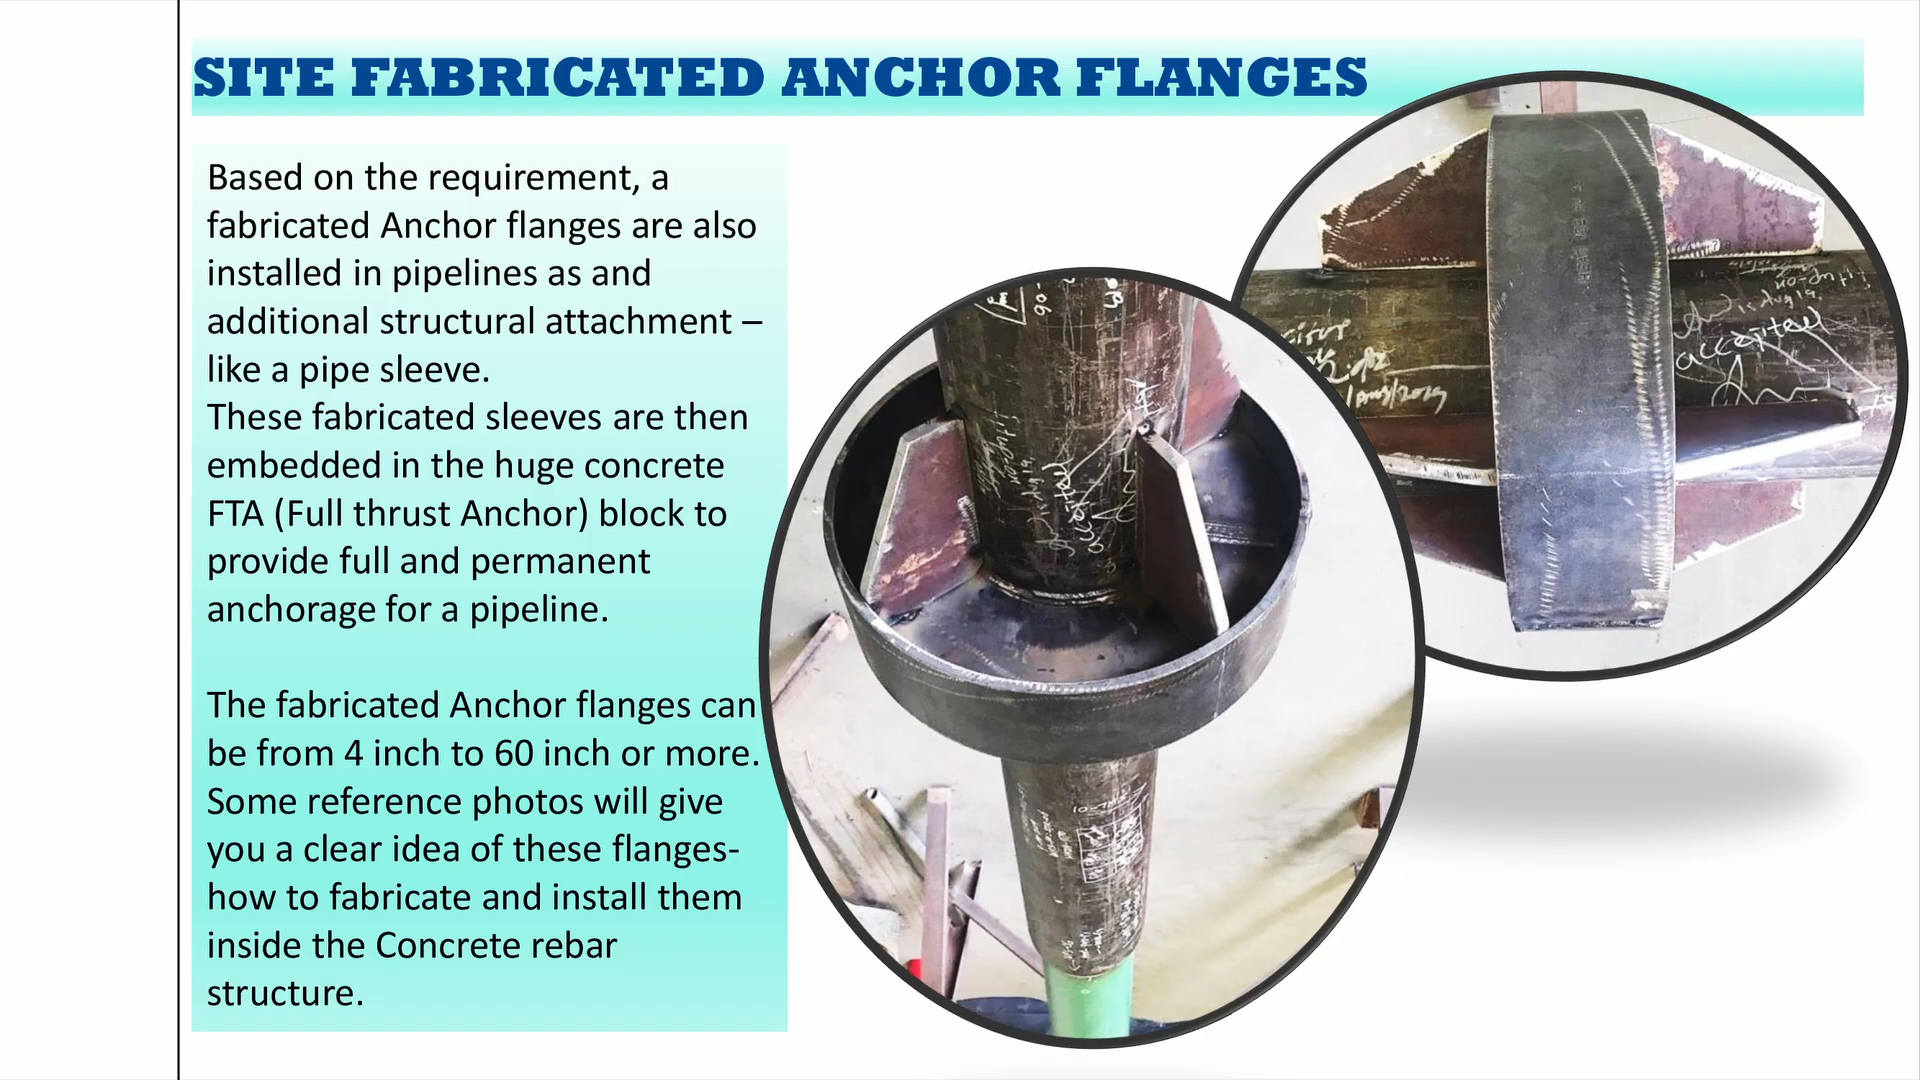 SITE FABRICATED ANCHOR FLANGES
Based on the requirement, a
fabricated Anchor flanges are also
installed in pipelines as and
additional structural attachment –
like a pipe sleeve.
These fabricated sleeves are then
embedded in the huge concrete
FTA (Full thrust Anchor) block to
provide full and permanent
anchorage for a pipeline.
The fabricated Anchor flanges can
be from 4 inch to 60 inch or more.
Some reference photos will give
you a clear idea of these flanges-
how to fabricate and install them
inside the Concrete rebar
structure.
accepted
accepted